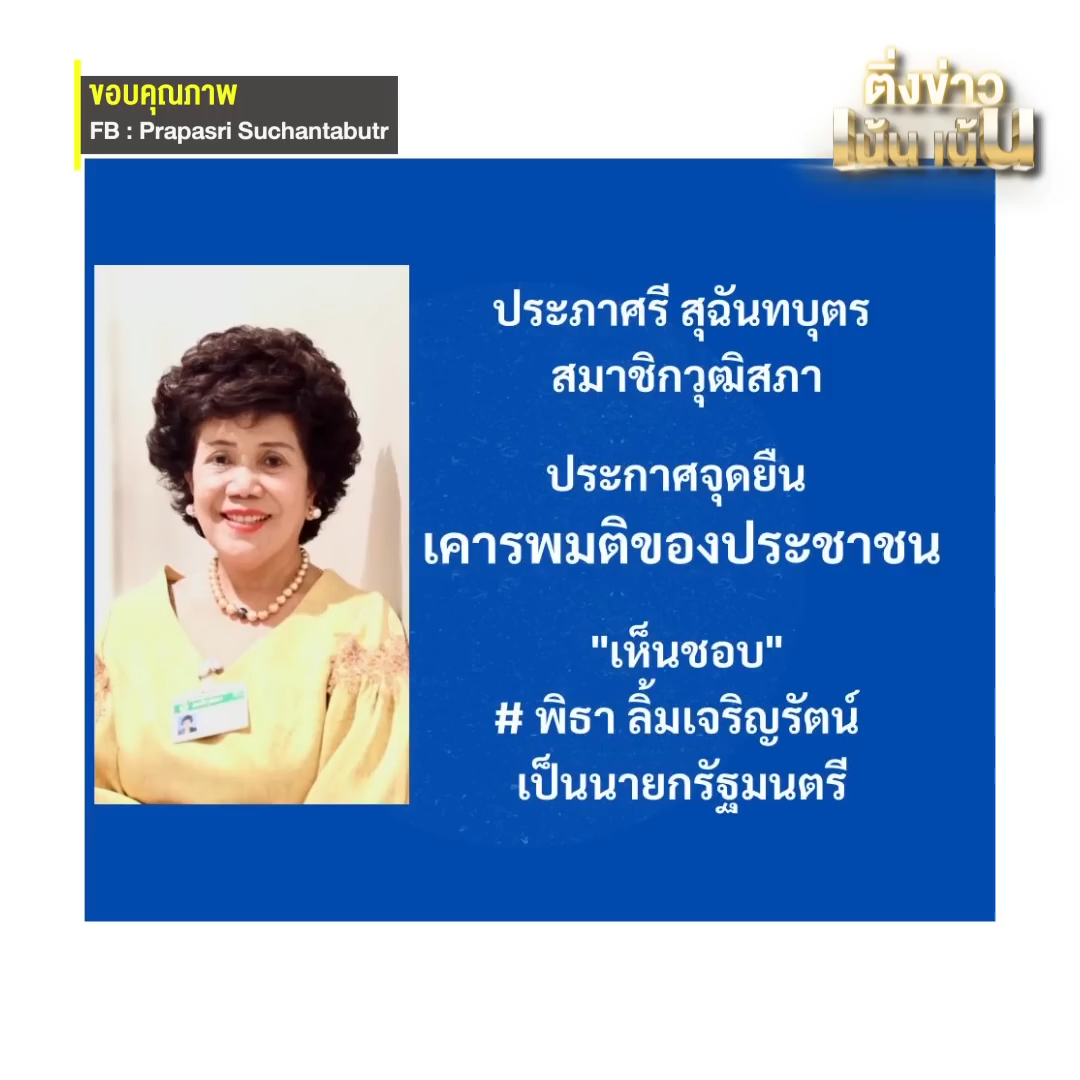 ขอบคุณภาพ
FB : Prapasri Suchantabutr
ติ่งข่าว
เน้น เน้น
ประภาศรี สุฉันทบุตร
สมาชิกวุฒิสภา
ประกาศจุดยืน
เคารพมติของประชาชน
"เห็นชอบ"
# พิธา ลิ้มเจริญรัตน์
เป็นนายกรัฐมนตรี